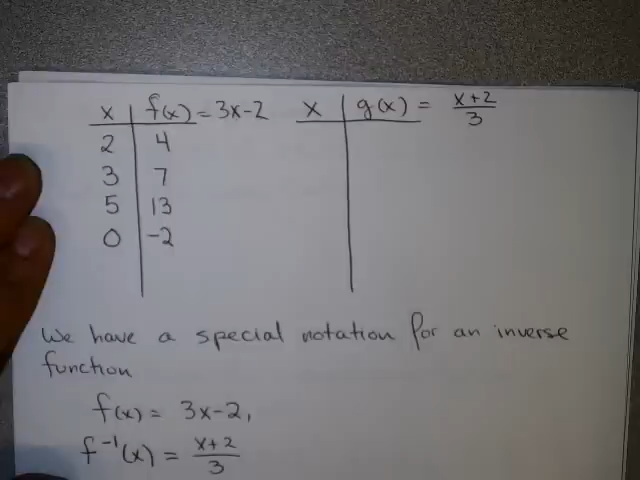 x f(x) = 3x-2 x g(x) = x+2/3
2 4
3 7
5 13
0 -2
We have a special notation for an inverse
function
f(x) = 3x-2,
f⁻¹(x) = x+2/3